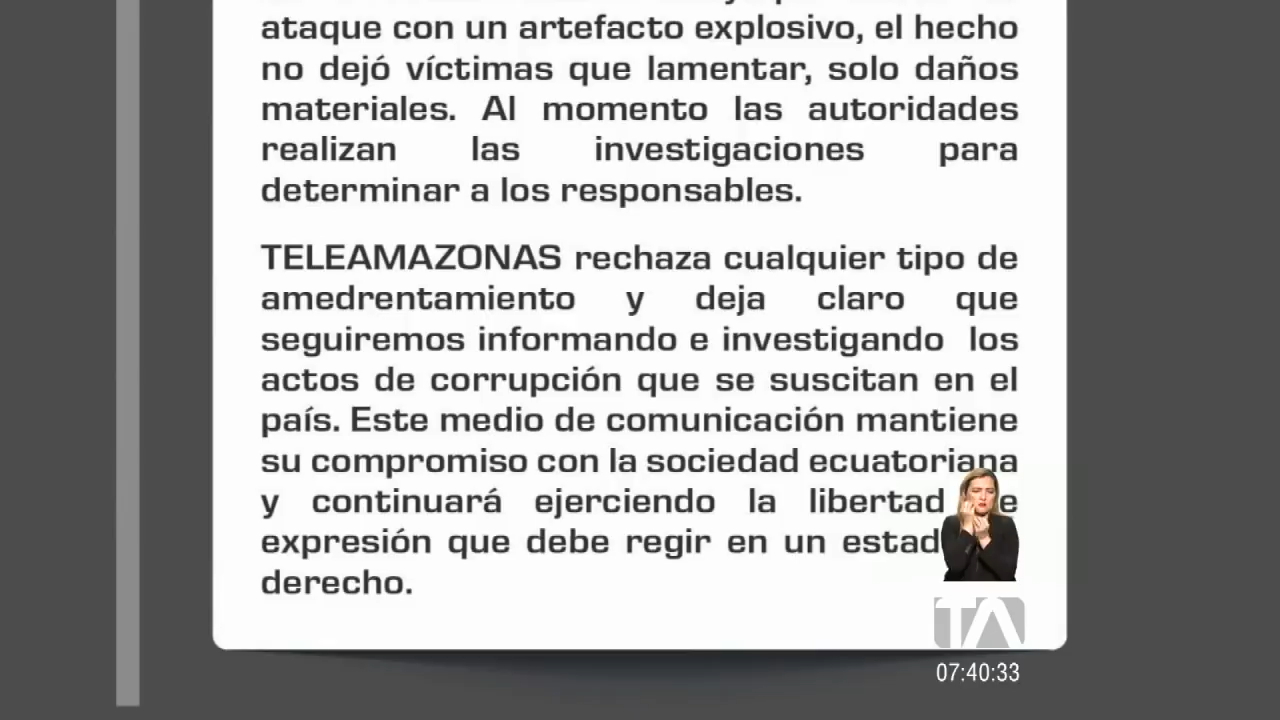 ataque con un artefacto explosivo, el hecho
no dejó víctimas que lamentar, solo daños
materiales. Al momento las autoridades
realizan las investigaciones para
determinar a los responsables.
TELEAMAZONAS rechaza cualquier tipo de
amedrentamiento y deja claro que
seguiremos informando e investigando los
actos de corrupción que se suscitan en el
país. Este medio de comunicación mantiene
su compromiso con la sociedad ecuatoriana
y continuará ejerciendo la libertad
expresión que debe regir en un
derecho.
TA
07:40:33